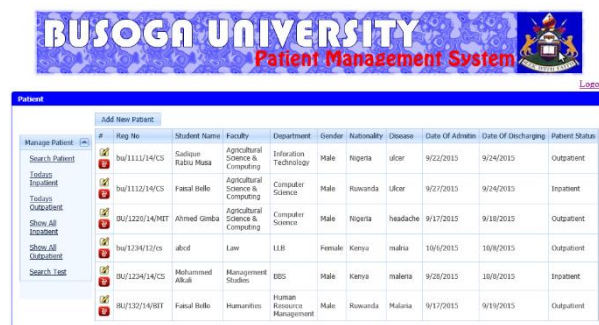 BUSOGA UNIVERSITY
Patient Management System
Logo
Patient
Add New Patient
Manage Patient
Search Patient
Todays
Inpatient
Todays
Outpatient
Show All
Inpatient
Show All
Outpatient
Search Test
# Reg No Student Name Faculty Department Gender Nationality Disease Date Of Admitin Date Of Discharging Patient Status
bu/1111/14/CS Sadique Rabiu Musa Agricultural Science & Computing Inforation Technology Male Nigeria ulcer 9/22/2015 9/24/2015 Outpatient
bu/1112/14/CS Faisal Bello Agricultural Science & Computing Computer Science Male Ruwanda Ulcer 9/27/2015 9/24/2015 Inpatient
BU/1220/14/MIT Ahmed Gimba Agricultural Science & Computing Computer Science Male Nigeria headache 9/17/2015 9/18/2015 Outpatient
bu/1234/12/cs abcd Law LLB Female Kenya malria 10/6/2015 10/8/2015 Outpatient
BU/1234/14/CS Mohammed Alkali Management Studies BBS Male Kenya maleria 9/28/2015 10/8/2015 Inpatient
BU/132/14/BIT Faisal Bello Humanities Human Resource Management Male Ruwanda Malaria 9/17/2015 9/19/2015 Outpatient